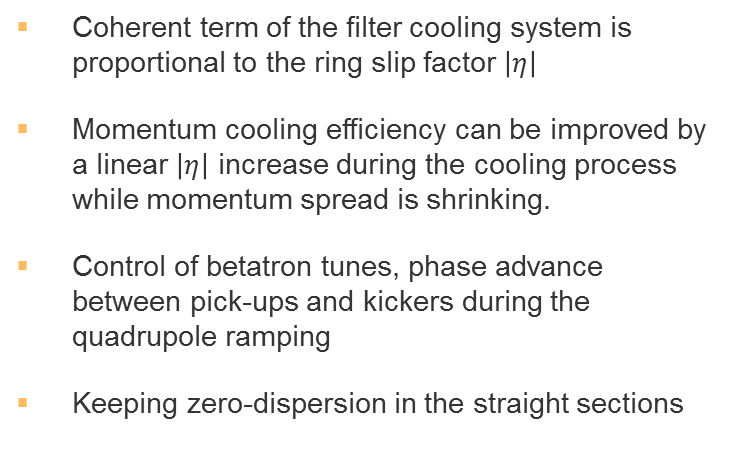 ▪ Coherent term of the filter cooling system is
proportional to the ring slip factor |η|
▪ Momentum cooling efficiency can be improved by
a linear |η| increase during the cooling process
while momentum spread is shrinking.
▪ Control of betatron tunes, phase advance
between pick-ups and kickers during the
quadrupole ramping
▪ Keeping zero-dispersion in the straight sections